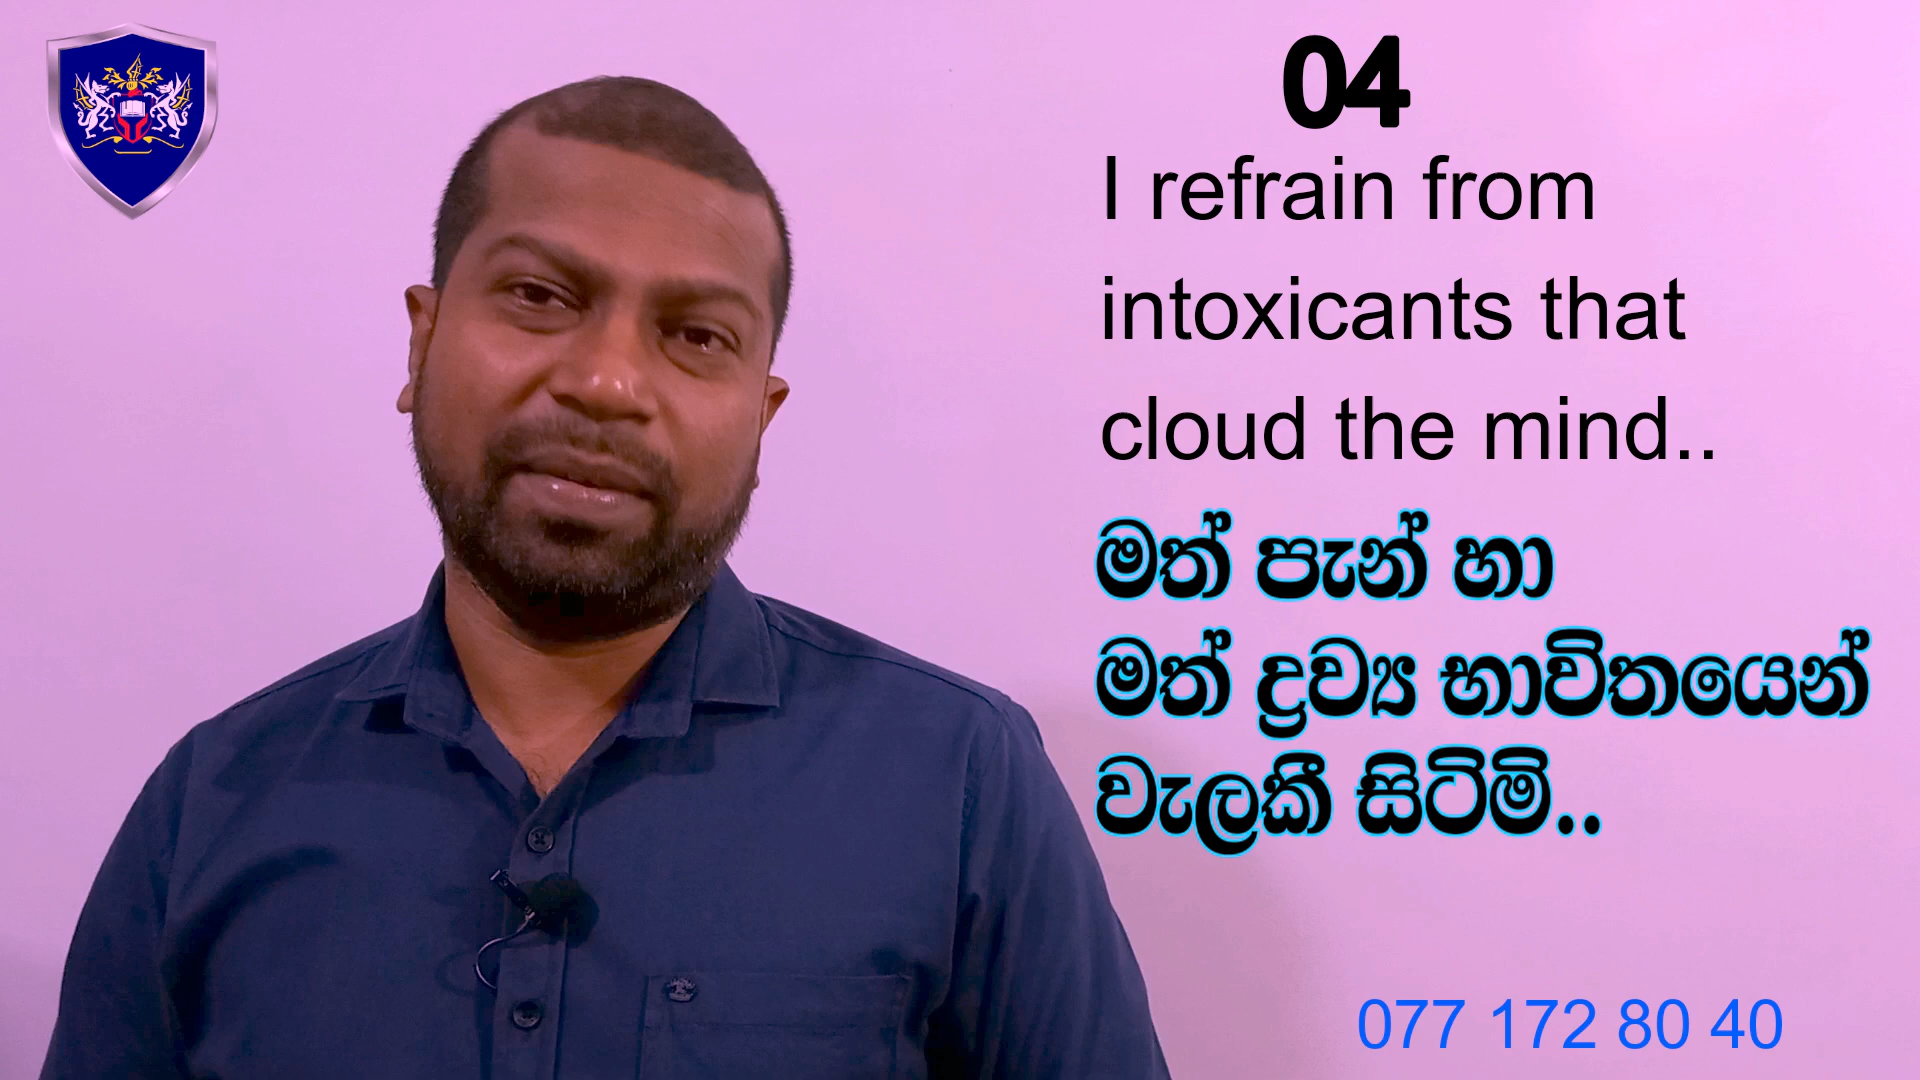 04
I refrain from
intoxicants that
cloud the mind..
මත් පැන් හා
මත් ද්‍රව්‍ය භාවිතයෙන්
වැලකී සිටිමි..
077 172 80 40